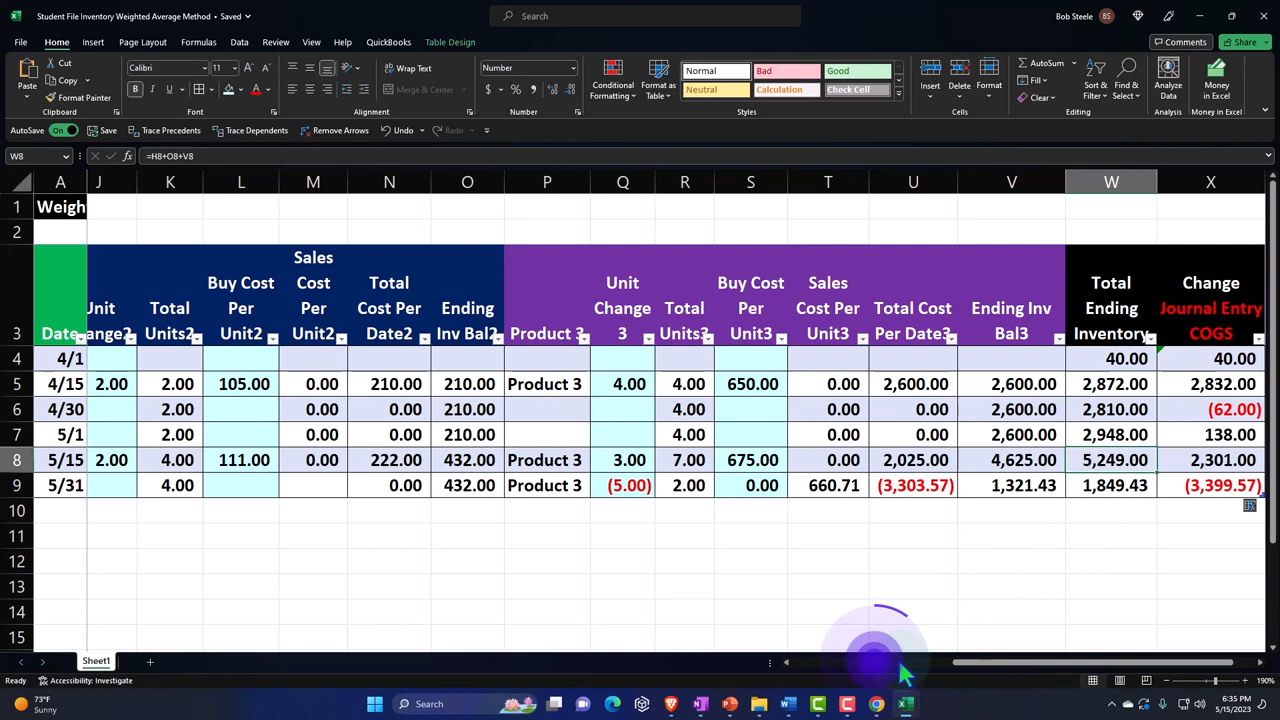 Student File Inventory Weighted Average Method • Saved
Search
Bob Steele BS
File Home Insert Page Layout Formulas Data Review View Help QuickBooks Table Design
Comments Share
Cut
Copy
Format Painter
Paste
Clipboard
Calibri 11
B I U
Font
Wrap Text
Merge & Center
Alignment
Number
Number
Conditional Formatting
Format as Table
Normal Bad Good
Neutral Calculation Check Cell
Styles
Insert Delete Format
Cells
AutoSum
Fill
Clear
Sort & Filter
Find & Select
Editing
Analyze Data
Analysis
Money in Excel
Money in Excel
AutoSave On Save Trace Precedents Trace Dependents Remove Arrows Undo Redo
W8 fx =H8+O8+V8
A J K L M N O P Q R S T U V W X
1 Weigh
2
3 Date Unit ange2 Total Units2 Buy Cost Per Unit2 Sales Cost Per Unit2 Total Cost Per Date2 Ending Inv Bal2 Product 3 Unit Change 3 Total Units3 Buy Cost Per Unit3 Sales Cost Per Unit3 Total Cost Per Date3 Ending Inv Bal3 Total Ending Inventory Change Journal Entry COGS
4 4/1 40.00 40.00
5 4/15 2.00 2.00 105.00 0.00 210.00 210.00 Product 3 4.00 4.00 650.00 0.00 2,600.00 2,600.00 2,872.00 2,832.00
6 4/30 2.00 0.00 0.00 210.00 4.00 0.00 0.00 2,600.00 2,810.00 (62.00)
7 5/1 2.00 0.00 0.00 210.00 4.00 0.00 0.00 2,600.00 2,948.00 138.00
8 5/15 2.00 4.00 111.00 0.00 222.00 432.00 Product 3 3.00 7.00 675.00 0.00 2,025.00 4,625.00 5,249.00 2,301.00
9 5/31 4.00 0.00 432.00 Product 3 (5.00) 2.00 0.00 660.71 (3,303.57) 1,321.43 1,849.43 (3,399.57)
10
11
12
13
14
15
Sheet1
Ready Accessibility: Investigate 190%
73°F
Sunny
Search
6:35 PM
5/15/2023